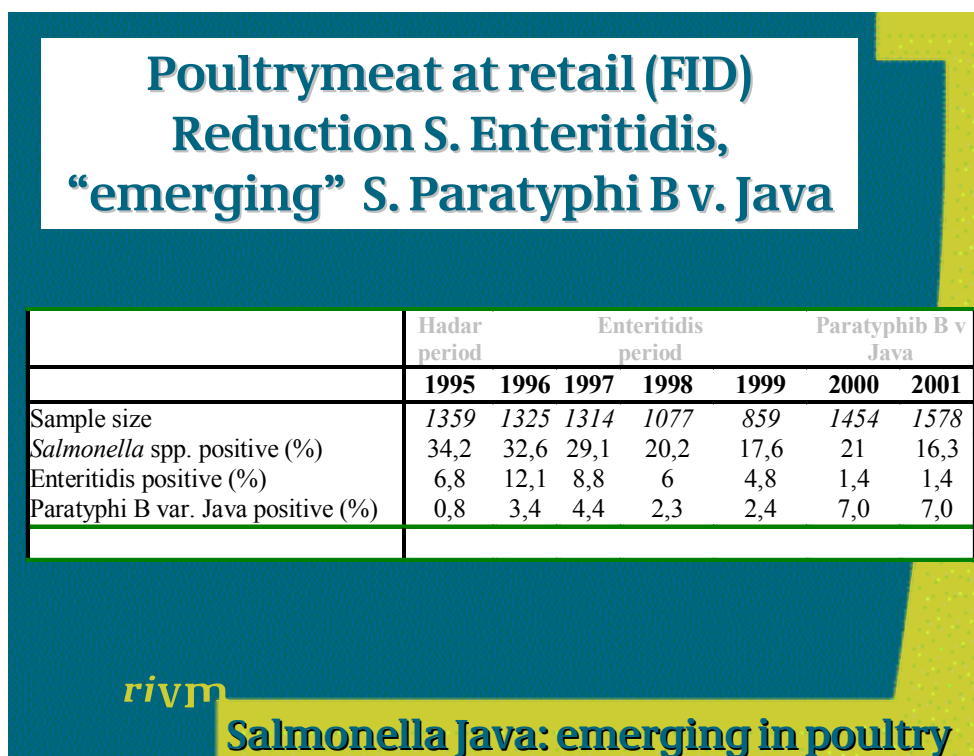 Poultrymeat at retail (FID)
Reduction S. Enteritidis,
“emerging” S. Paratyphi B v. Java
Hadar period Enteritidis period Paratyphib B v Java
1995 1996 1997 1998 1999 2000 2001
Sample size 1359 1325 1314 1077 859 1454 1578
Salmonella spp. positive (%) 34,2 32,6 29,1 20,2 17,6 21 16,3
Enteritidis positive (%) 6,8 12,1 8,8 6 4,8 1,4 1,4
Paratyphi B var. Java positive (%) 0,8 3,4 4,4 2,3 2,4 7,0 7,0
rivm
Salmonella Java: emerging in poultry